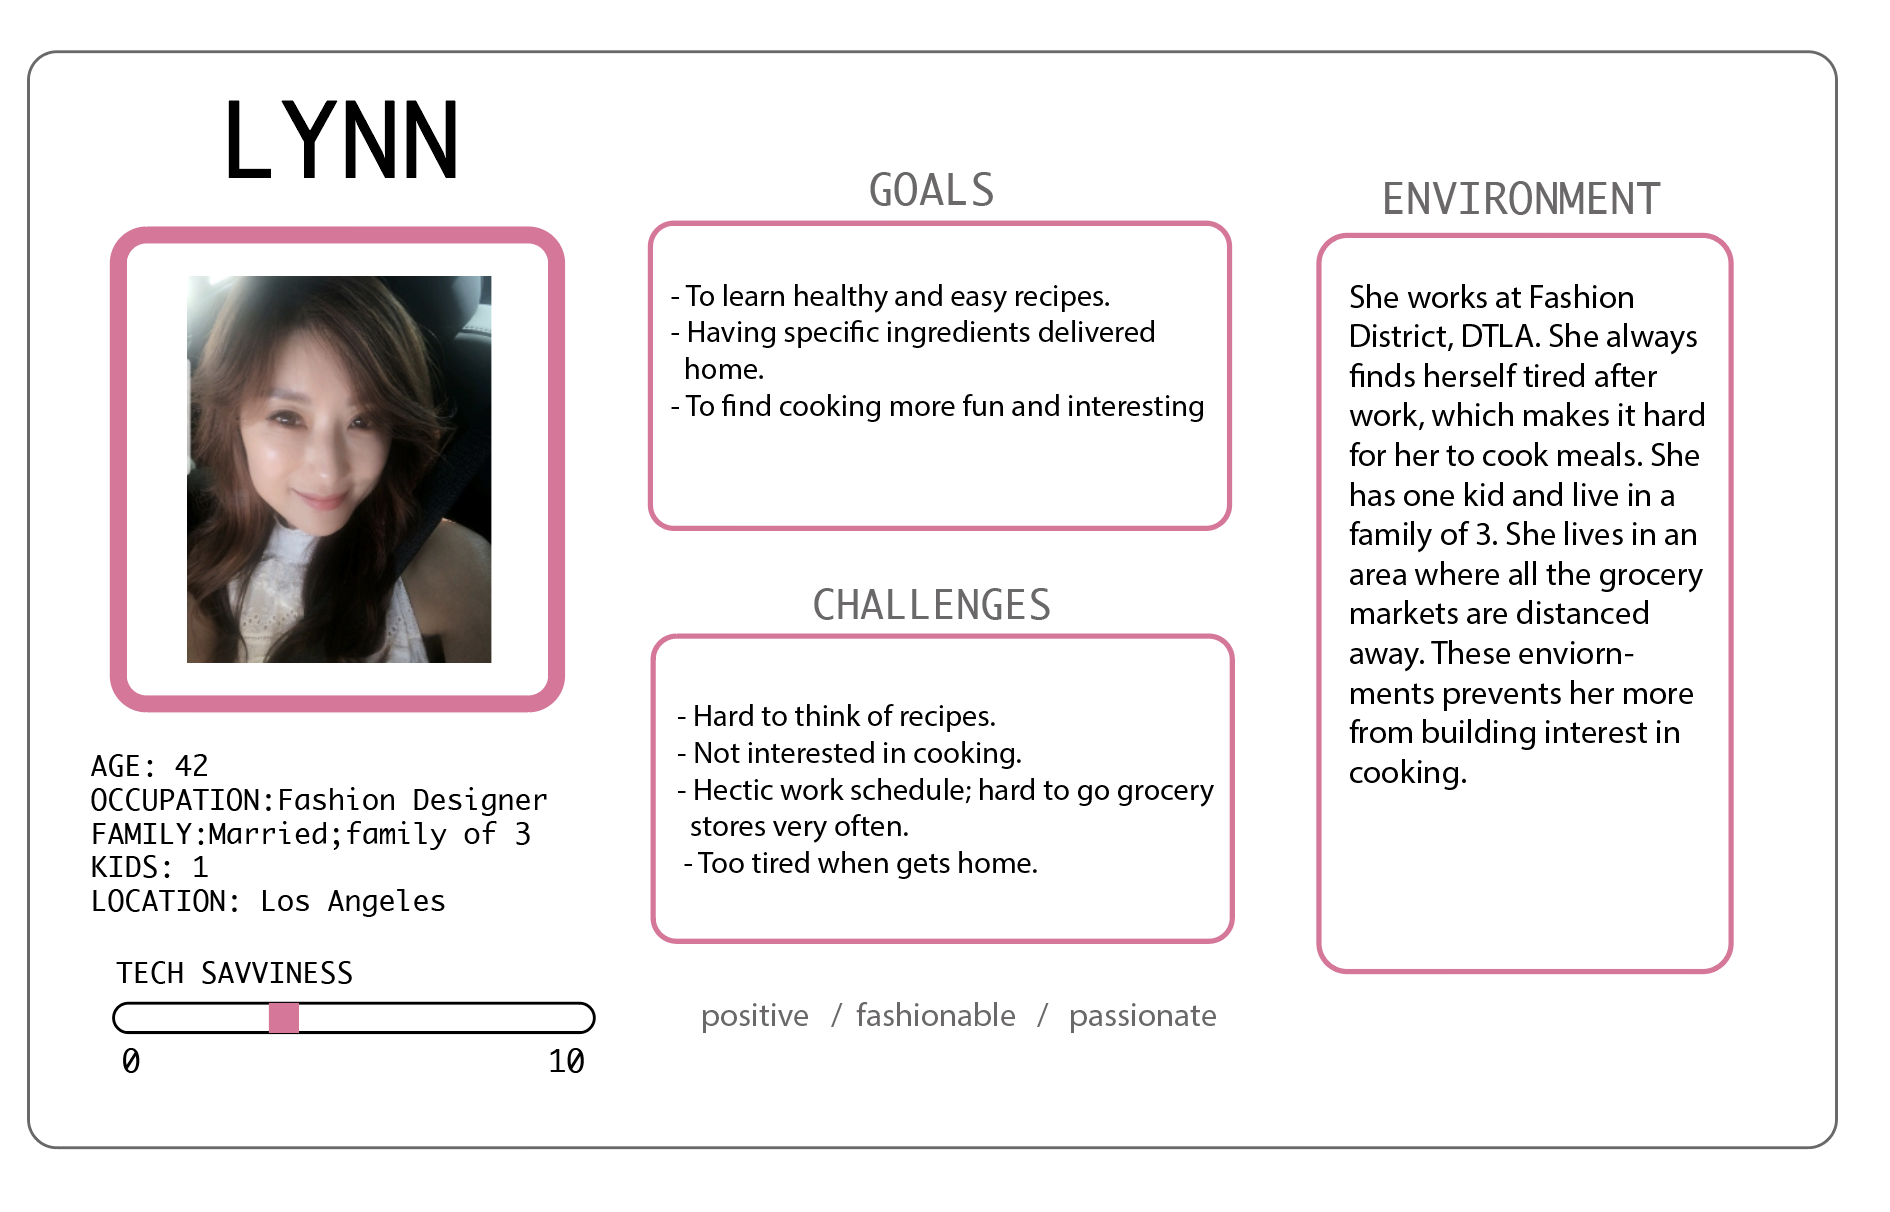 LYNN
AGE: 42
OCCUPATION:Fashion Designer
FAMILY:Married;family of 3
KIDS: 1
LOCATION: Los Angeles
TECH SAVVINESS
0 10
GOALS
- To learn healthy and easy recipes.
- Having specific ingredients delivered
home.
- To find cooking more fun and interesting
CHALLENGES
- Hard to think of recipes.
- Not interested in cooking.
- Hectic work schedule; hard to go grocery
stores very often.
- Too tired when gets home.
positive / fashionable / passionate
ENVIRONMENT
She works at Fashion
District, DTLA. She always
finds herself tired after
work, which makes it hard
for her to cook meals. She
has one kid and live in a
family of 3. She lives in an
area where all the grocery
markets are distanced
away. These enviorn-
ments prevents her more
from building interest in
cooking.